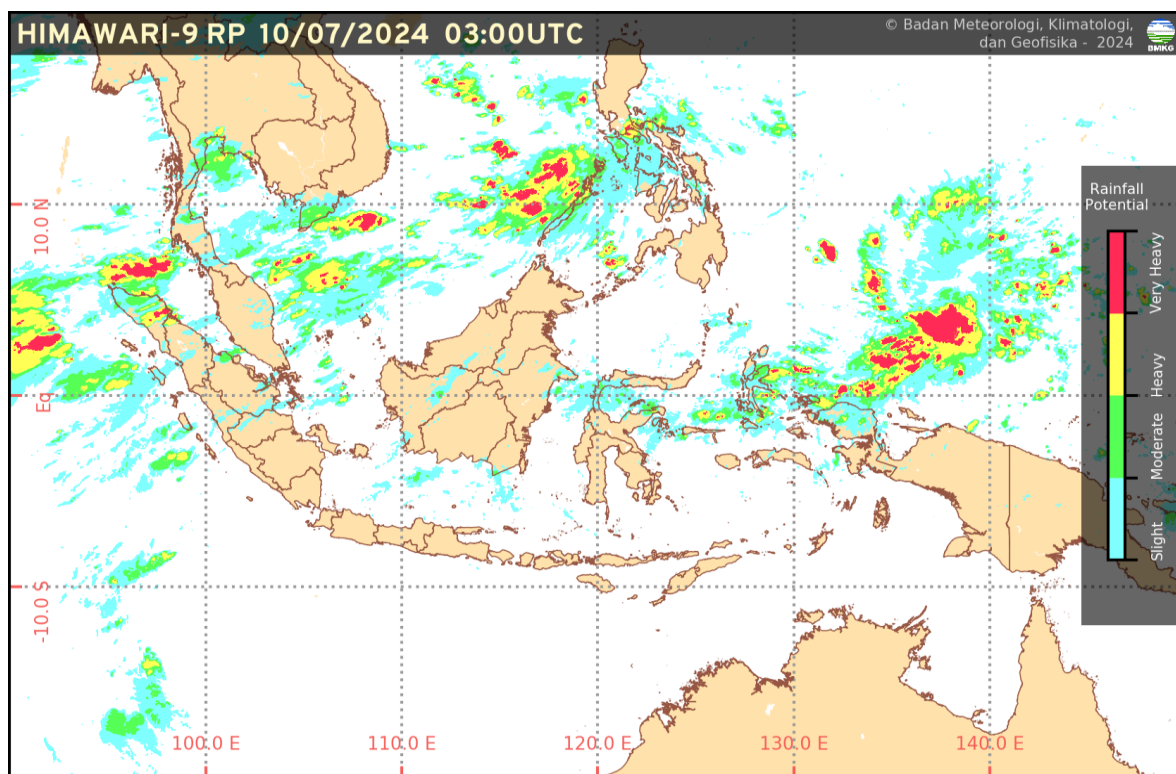 HIMAWARI-9 RP 10/07/2024 03:00UTC
© Badan Meteorologi, Klimatologi,
dan Geofisika - 2024
BMKG
Rainfall
Potential
Very Heavy
Heavy
Moderate
Slight
10.0 N
Eq
-10.0 S
100.0 E 110.0 E 120.0 E 130.0 E 140.0 E